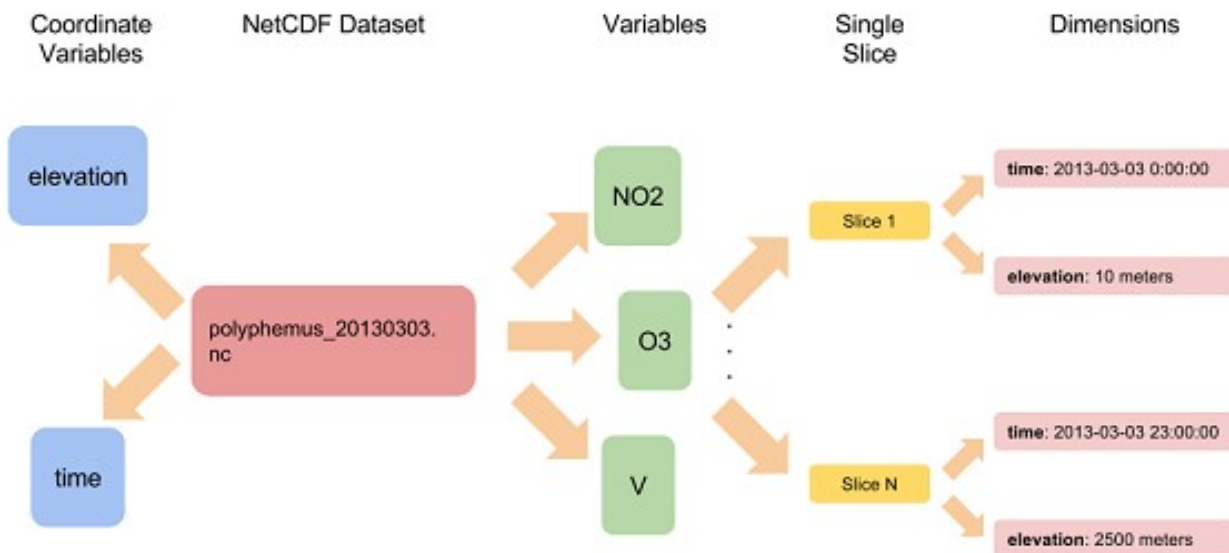 Coordinate
Variables
NetCDF Dataset
Variables
Single
Slice
Dimensions
elevation
time
polyphemus_20130303.
nc
NO2
O3
V
.
.
.
Slice 1
Slice N
time: 2013-03-03 0:00:00
elevation: 10 meters
time: 2013-03-03 23:00:00
elevation: 2500 meters